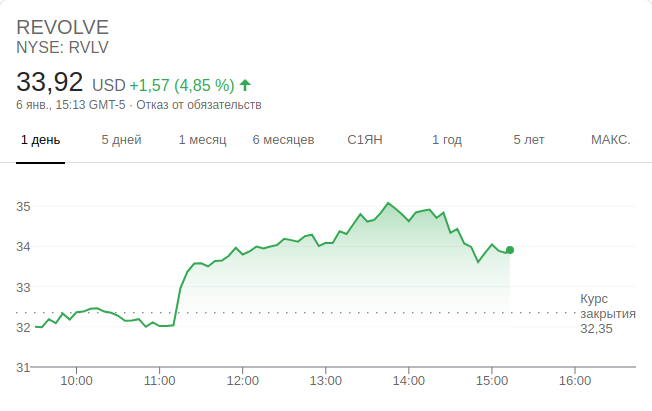 REVOLVE
NYSE: RVLV
33,92 USD +1,57 (4,85 %)
6 янв., 15:13 GMT-5 · Отказ от обязательств
1 день 5 дней 1 месяц 6 месяцев С1ЯН 1 год 5 лет МАКС.
35
34
33
32
31
Курс
закрытия
32,35
10:00 11:00 12:00 13:00 14:00 15:00 16:00